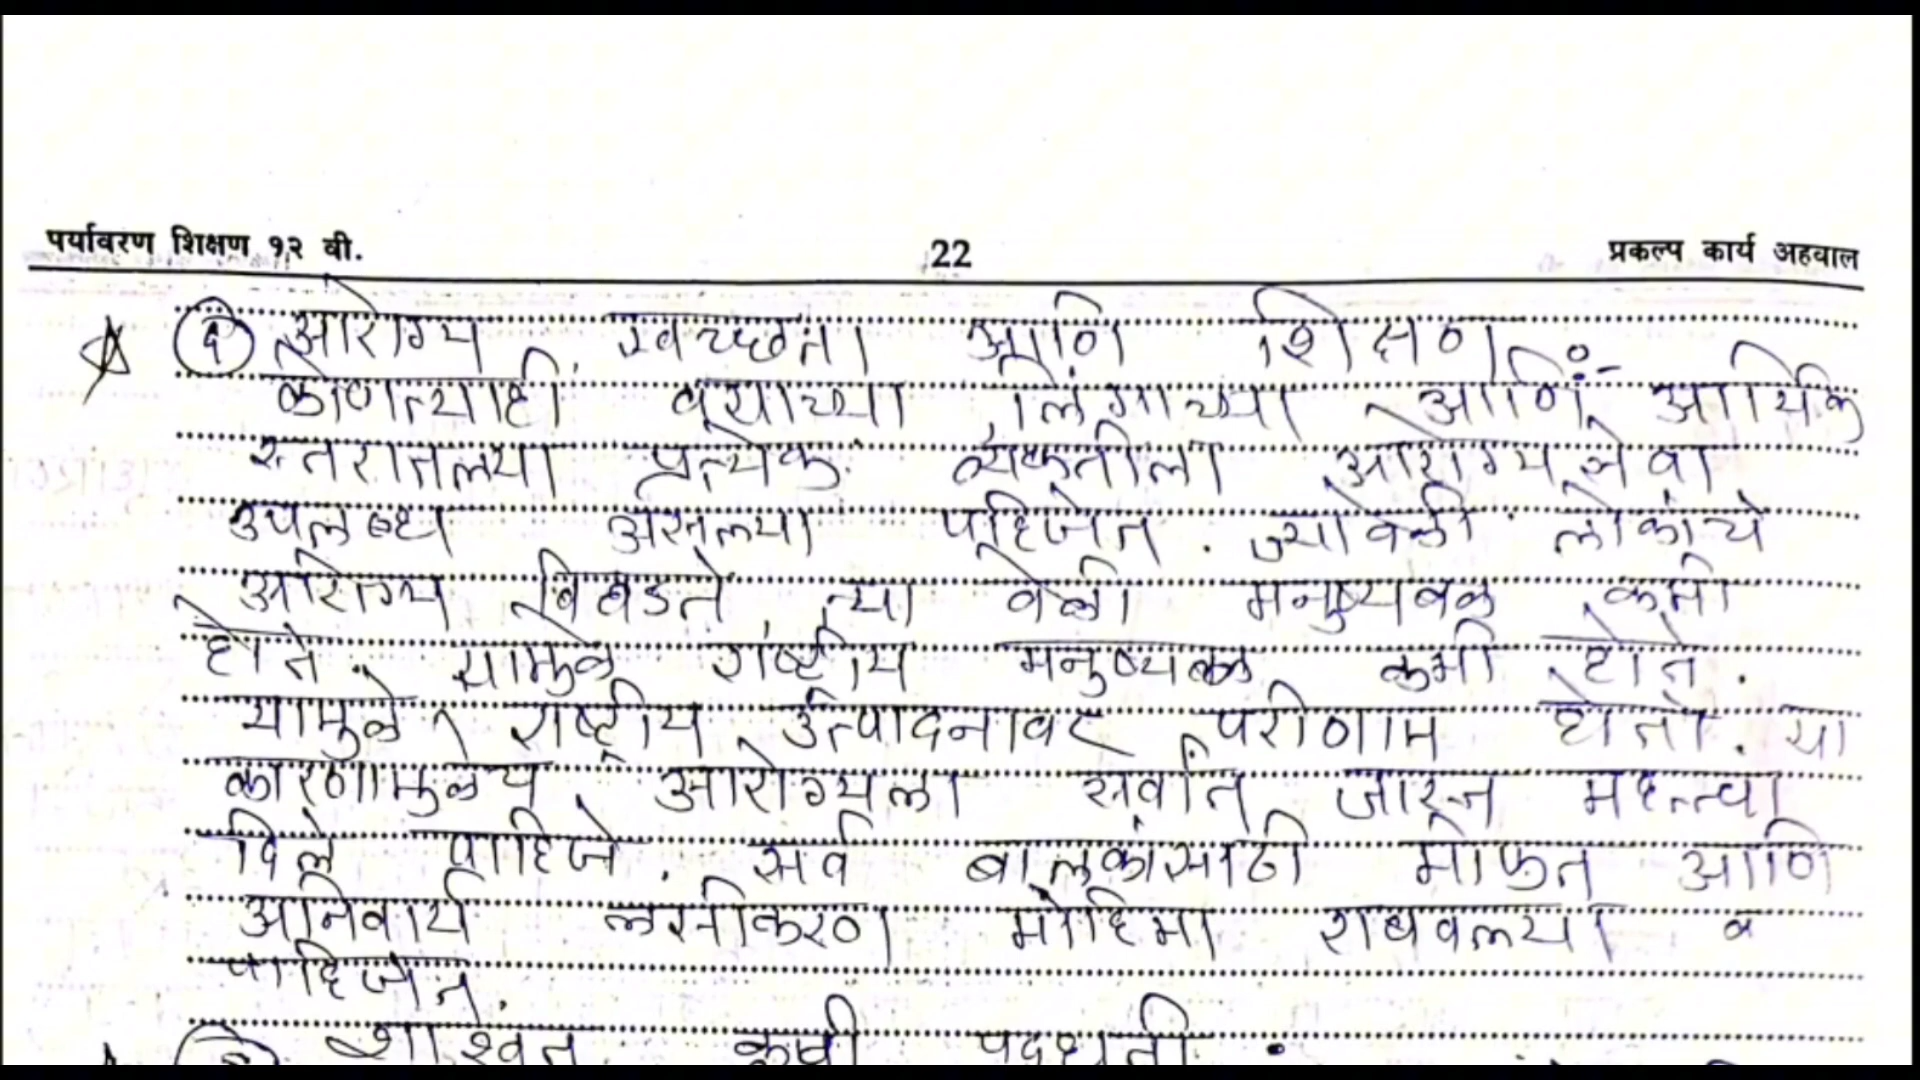 पर्यावरण शिक्षण १२ वी. 22 प्रकल्प कार्य अहवाल
आरोग्य स्वच्छता आणि शिक्षण :-
कोणत्याही वयाच्या लिंगाच्या आणि आर्थिक
स्तरातल्या प्रत्येक व्यक्तीला आरोग्य सेवा
उपलब्ध असल्या पहिजेत. ज्यावेळी लोकांचे
आरोग्य बिघडते त्या वेळी मनुष्यबळ कमी
होते. यामुळे राष्ट्रीय मनुष्यबळ कमी होते.
यामुळे राष्ट्रीय उत्पादनावर परीणाम होतो. या
कारणामुळेच आरोग्यला सर्वात जास्त महत्त्वा
दिले पाहिजे. सर्व बालकांसाठी मोफत आणि
अनिवार्य लसीकरण मोहिमा राबवल्या व
पाहिजेत.
शाश्वत कृषी पद्धती :